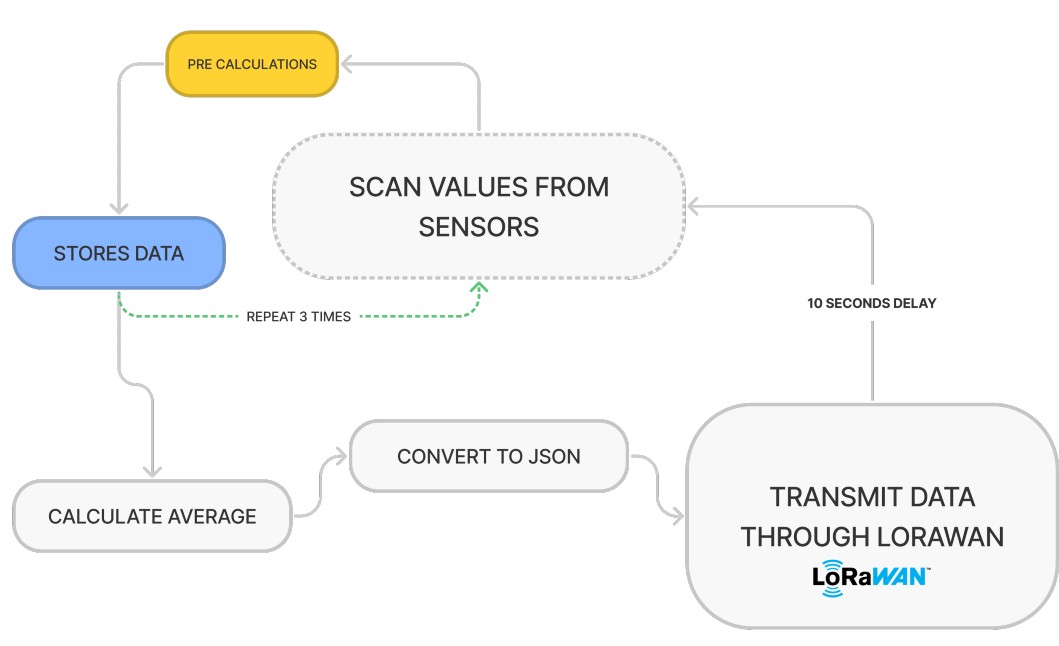 PRE CALCULATIONS
SCAN VALUES FROM
SENSORS
STORES DATA
REPEAT 3 TIMES
10 SECONDS DELAY
CALCULATE AVERAGE
CONVERT TO JSON
TRANSMIT DATA
THROUGH LORAWAN
LoRaWAN™